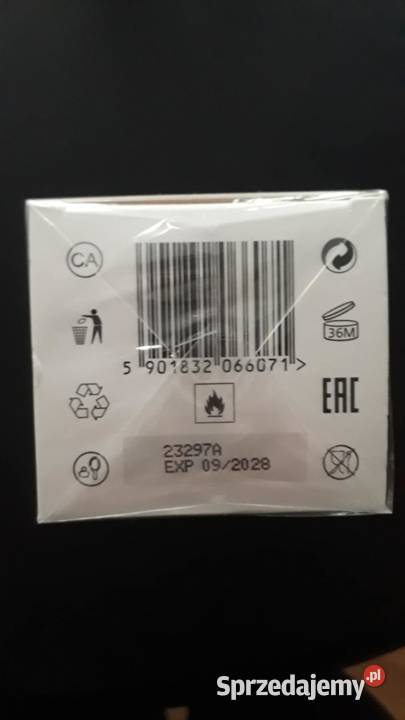 CA
5 901832 066071 >
36M
EAC
23297A
EXP 09/2028
Sprzedajemy.pl